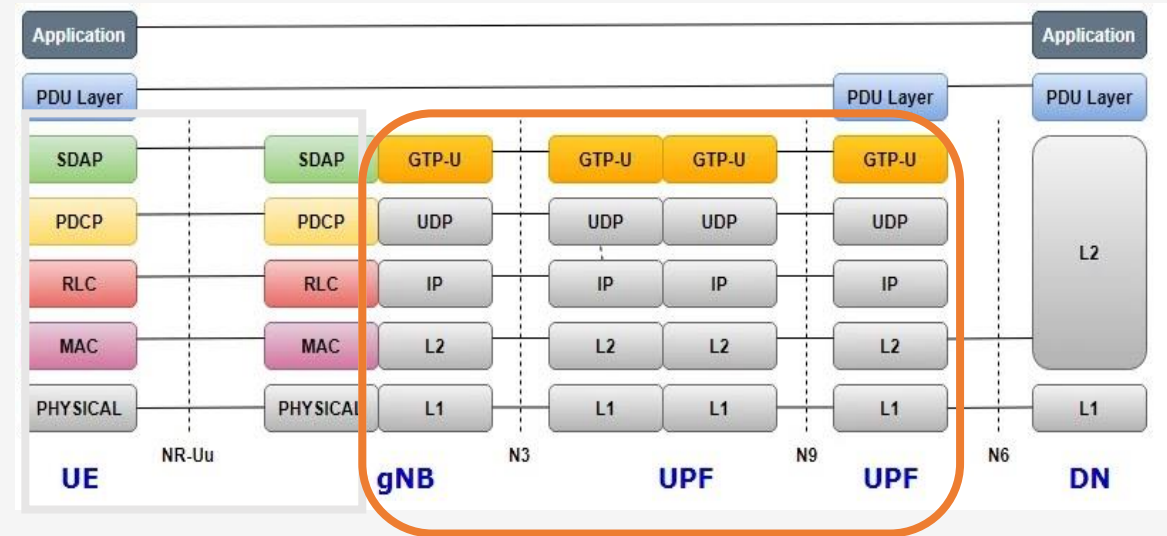 Application Application
PDU Layer PDU Layer PDU Layer
SDAP SDAP GTP-U GTP-U GTP-U GTP-U
PDCP PDCP UDP UDP UDP UDP
L2
RLC RLC IP IP IP IP
MAC MAC L2 L2 L2 L2
PHYSICAL PHYSICAL L1 L1 L1 L1 L1
NR-Uu N3 N9 N6
UE gNB UPF UPF DN